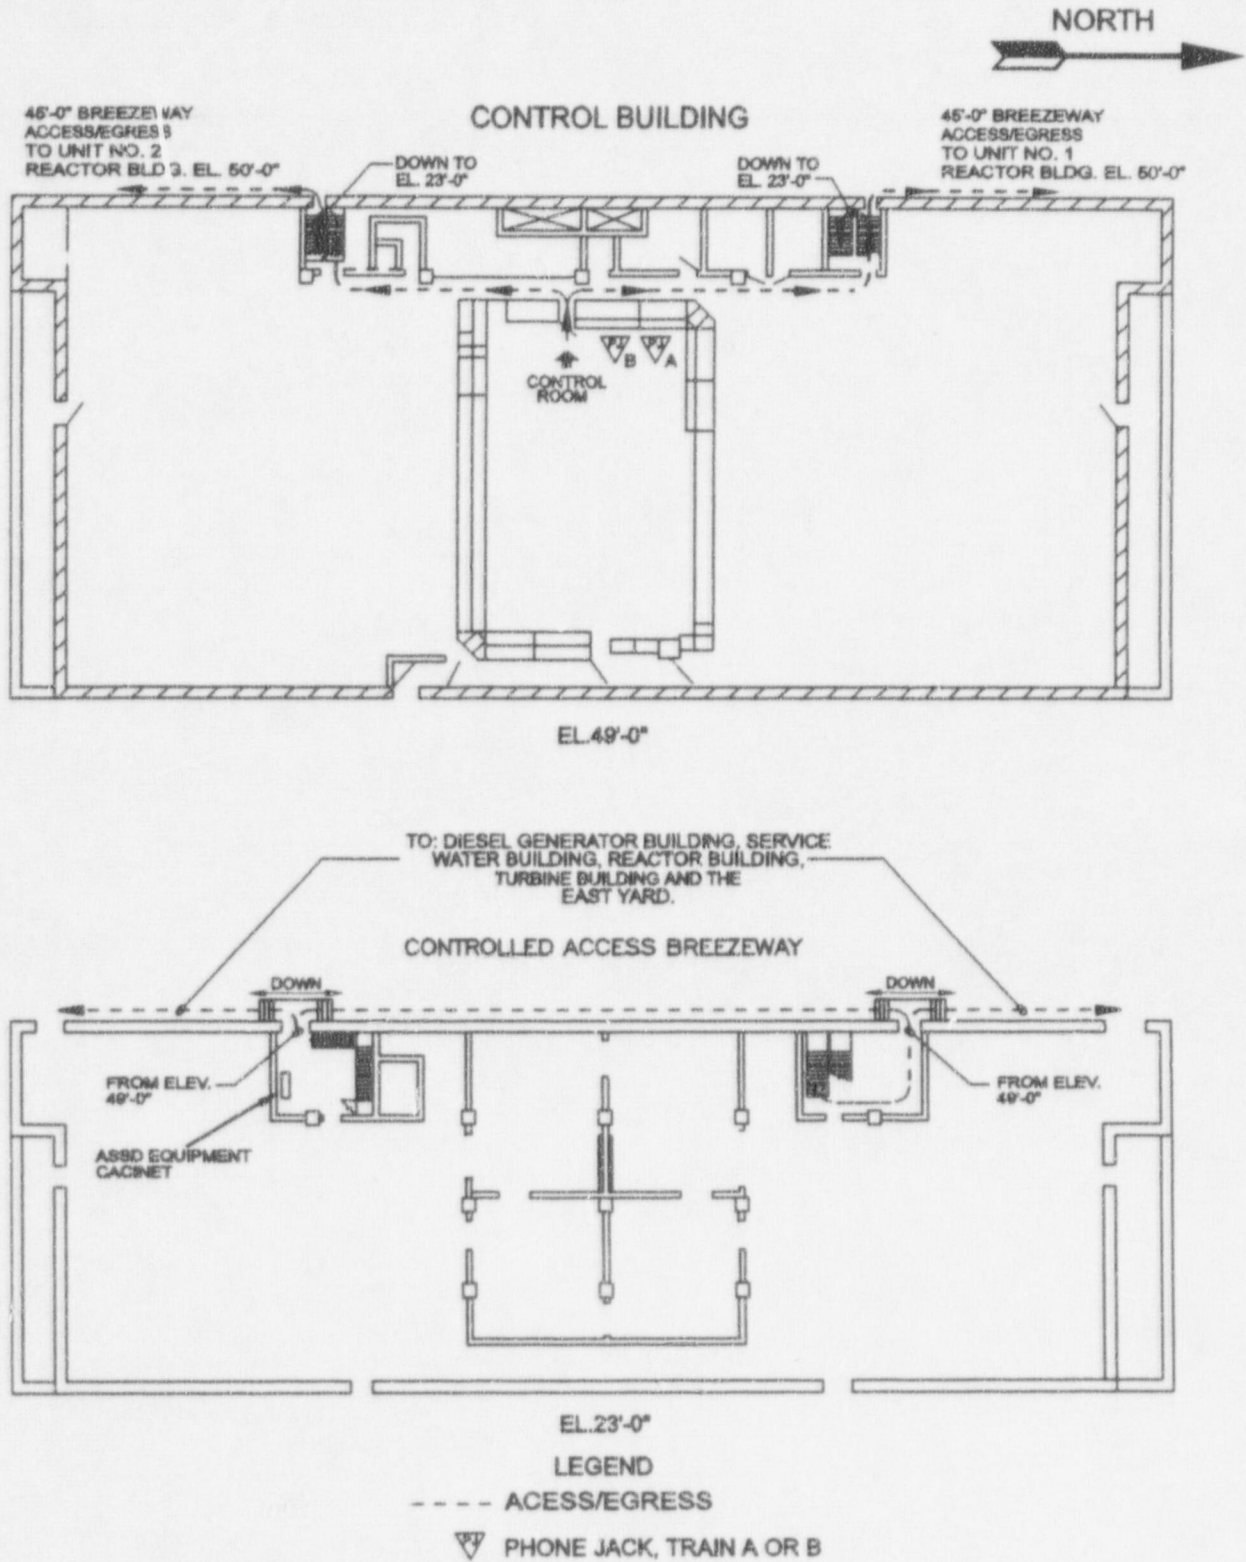 NORTH
CONTROL BUILDING
45'-0" BREEZEWAY
ACCESS/EGRESS
TO UNIT NO. 2
REACTOR BLDG. EL. 50'-0"
DOWN TO
EL. 23'-0"
DOWN TO
EL. 23'-0"
45'-0" BREEZEWAY
ACCESS/EGRESS
TO UNIT NO. 1
REACTOR BLDG. EL. 50'-0"
PJ
B
PJ
A
CONTROL
ROOM
EL.49'-0"
TO: DIESEL GENERATOR BUILDING, SERVICE
WATER BUILDING, REACTOR BUILDING,
TURBINE BUILDING AND THE
EAST YARD.
CONTROLLED ACCESS BREEZEWAY
DOWN
DOWN
FROM ELEV.
49'-0"
FROM ELEV.
49'-0"
ASSD EQUIPMENT
CACINET
EL.23'-0"
LEGEND
ACESS/EGRESS
PJ
PHONE JACK, TRAIN A OR B